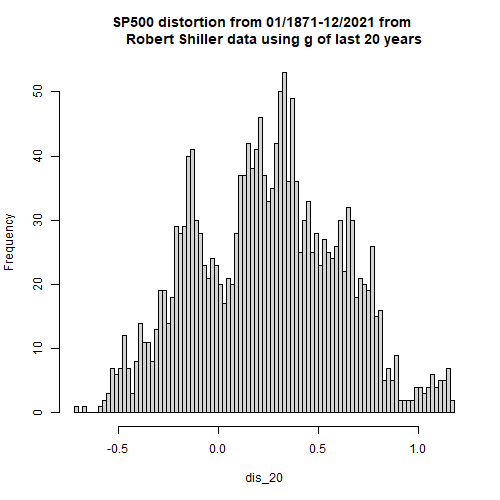 SP500 distortion from 01/1871-12/2021 from
Robert Shiller data using g of last 20 years
Frequency
50
40
30
20
10
0
-0.5 0.0 0.5 1.0
dis_20